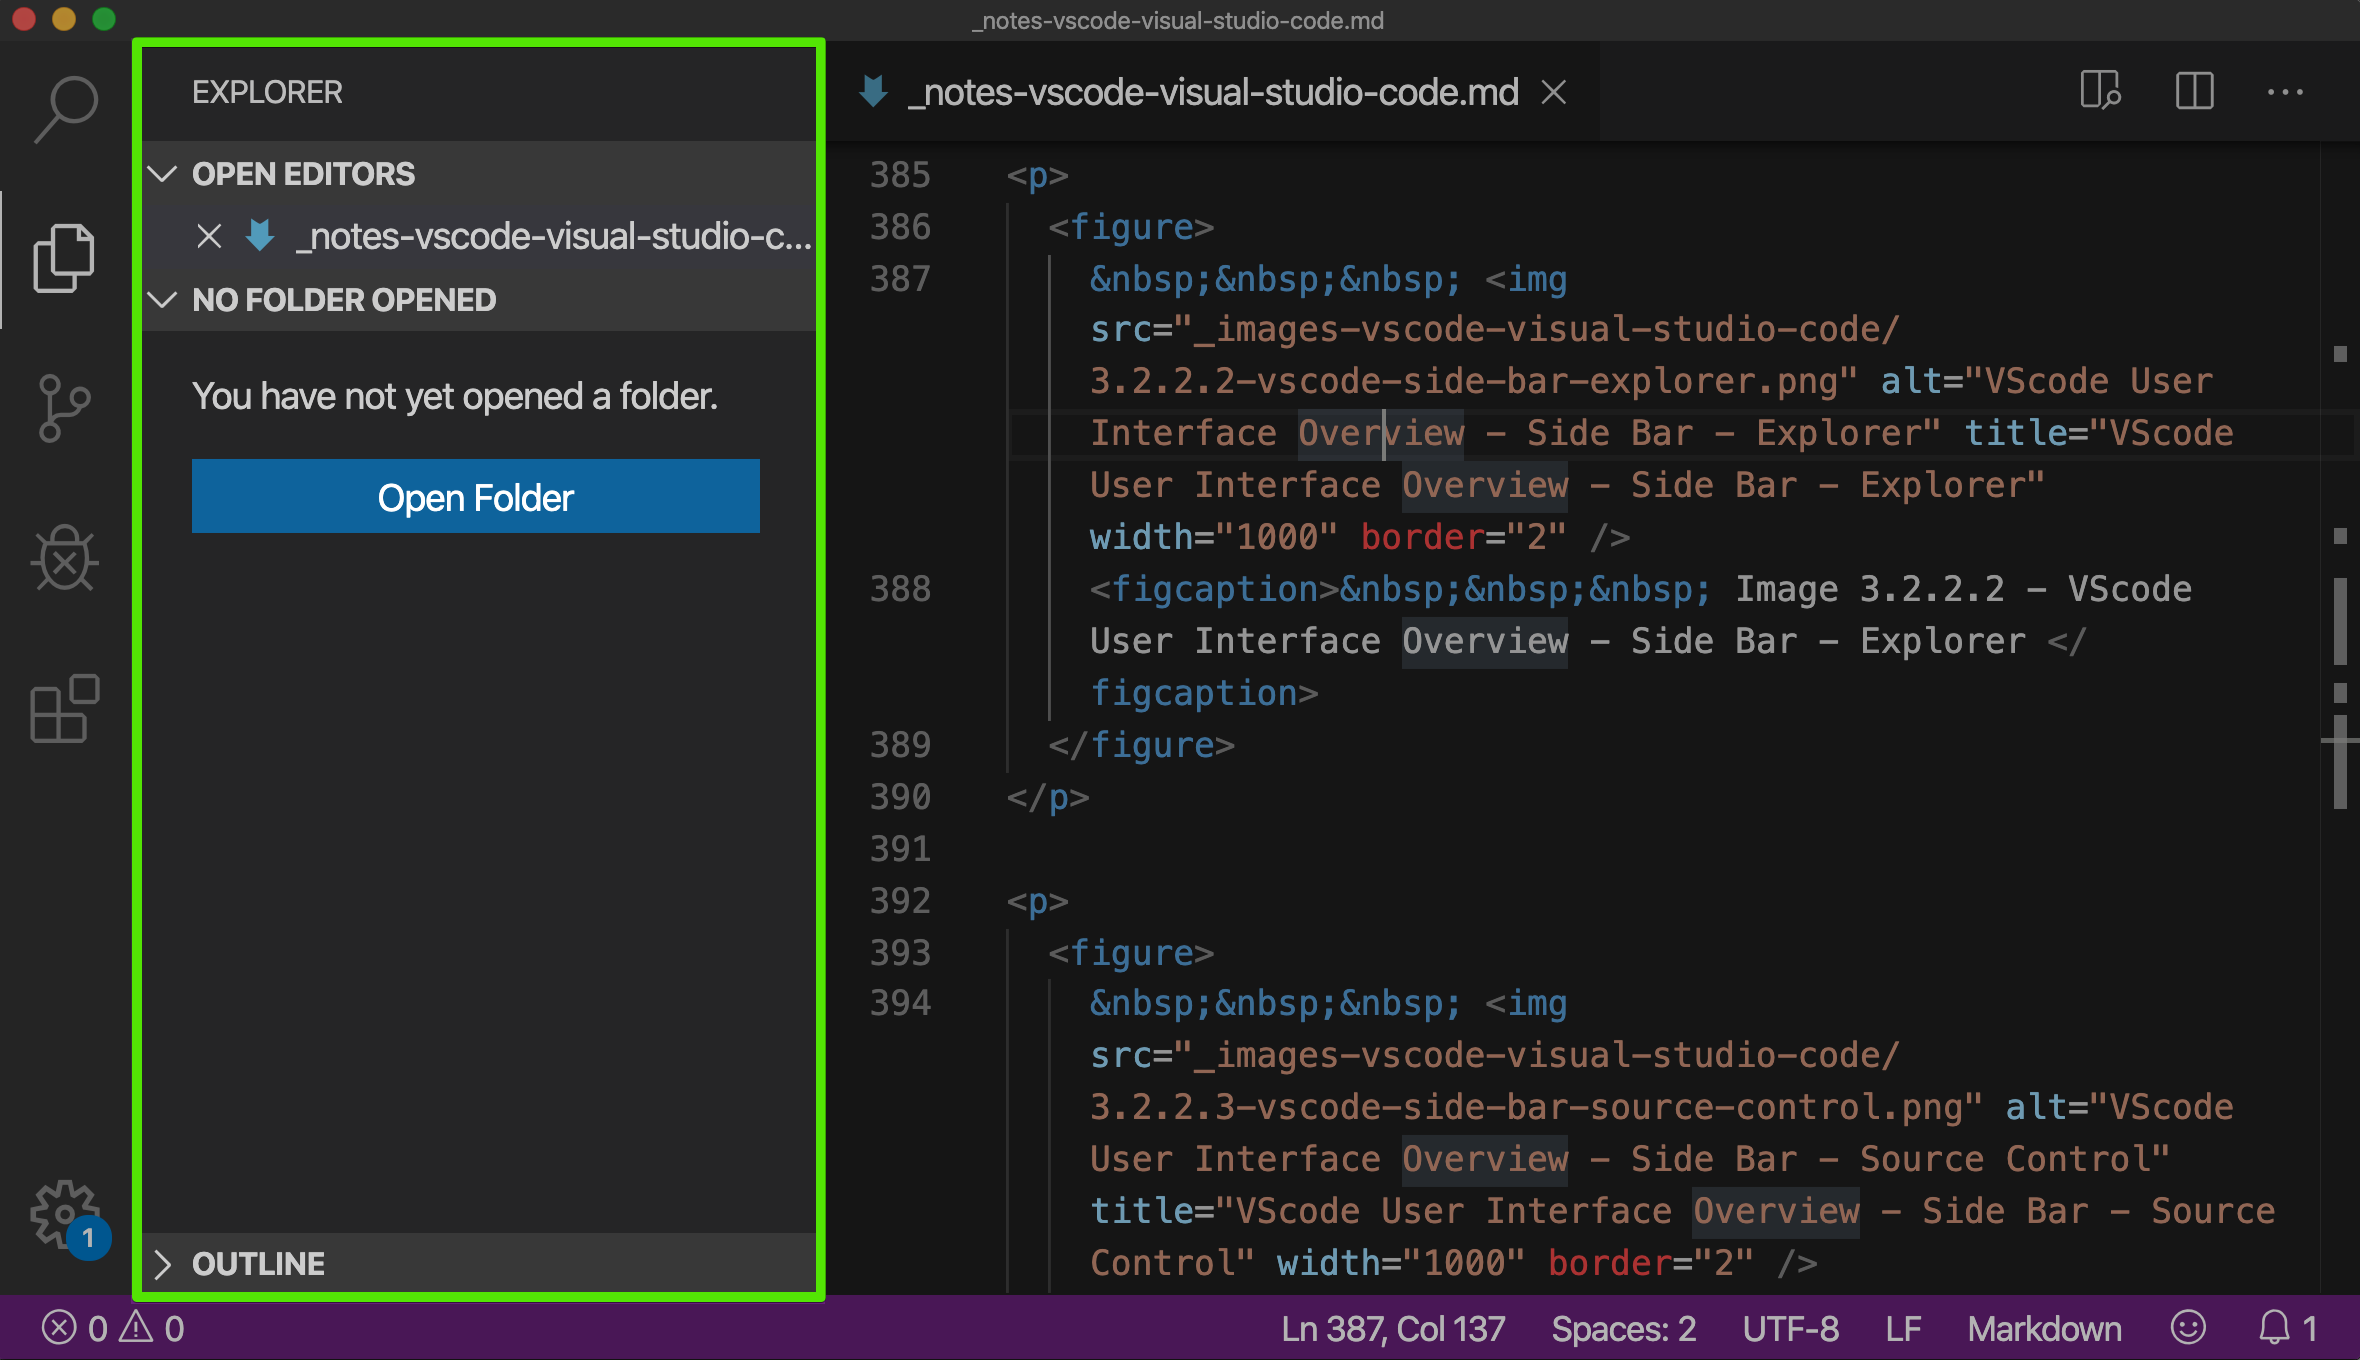 _notes-vscode-visual-studio-code.md
EXPLORER
OPEN EDITORS
_notes-vscode-visual-studio-c...
NO FOLDER OPENED
You have not yet opened a folder.
Open Folder
OUTLINE
1
_notes-vscode-visual-studio-code.md
385 <p>
386 <figure>
387 &nbsp;&nbsp;&nbsp; <img
src="_images-vscode-visual-studio-code/
3.2.2.2-vscode-side-bar-explorer.png" alt="VScode User
Interface Overview - Side Bar - Explorer" title="VScode
User Interface Overview - Side Bar - Explorer"
width="1000" border="2" />
388 <figcaption>&nbsp;&nbsp;&nbsp; Image 3.2.2.2 - VScode
User Interface Overview - Side Bar - Explorer </
figcaption>
389 </figure>
390 </p>
391
392 <p>
393 <figure>
394 &nbsp;&nbsp;&nbsp; <img
src="_images-vscode-visual-studio-code/
3.2.2.3-vscode-side-bar-source-control.png" alt="VScode
User Interface Overview - Side Bar - Source Control"
title="VScode User Interface Overview - Side Bar - Source
Control" width="1000" border="2" />
0 0 Ln 387, Col 137 Spaces: 2 UTF-8 LF Markdown 1